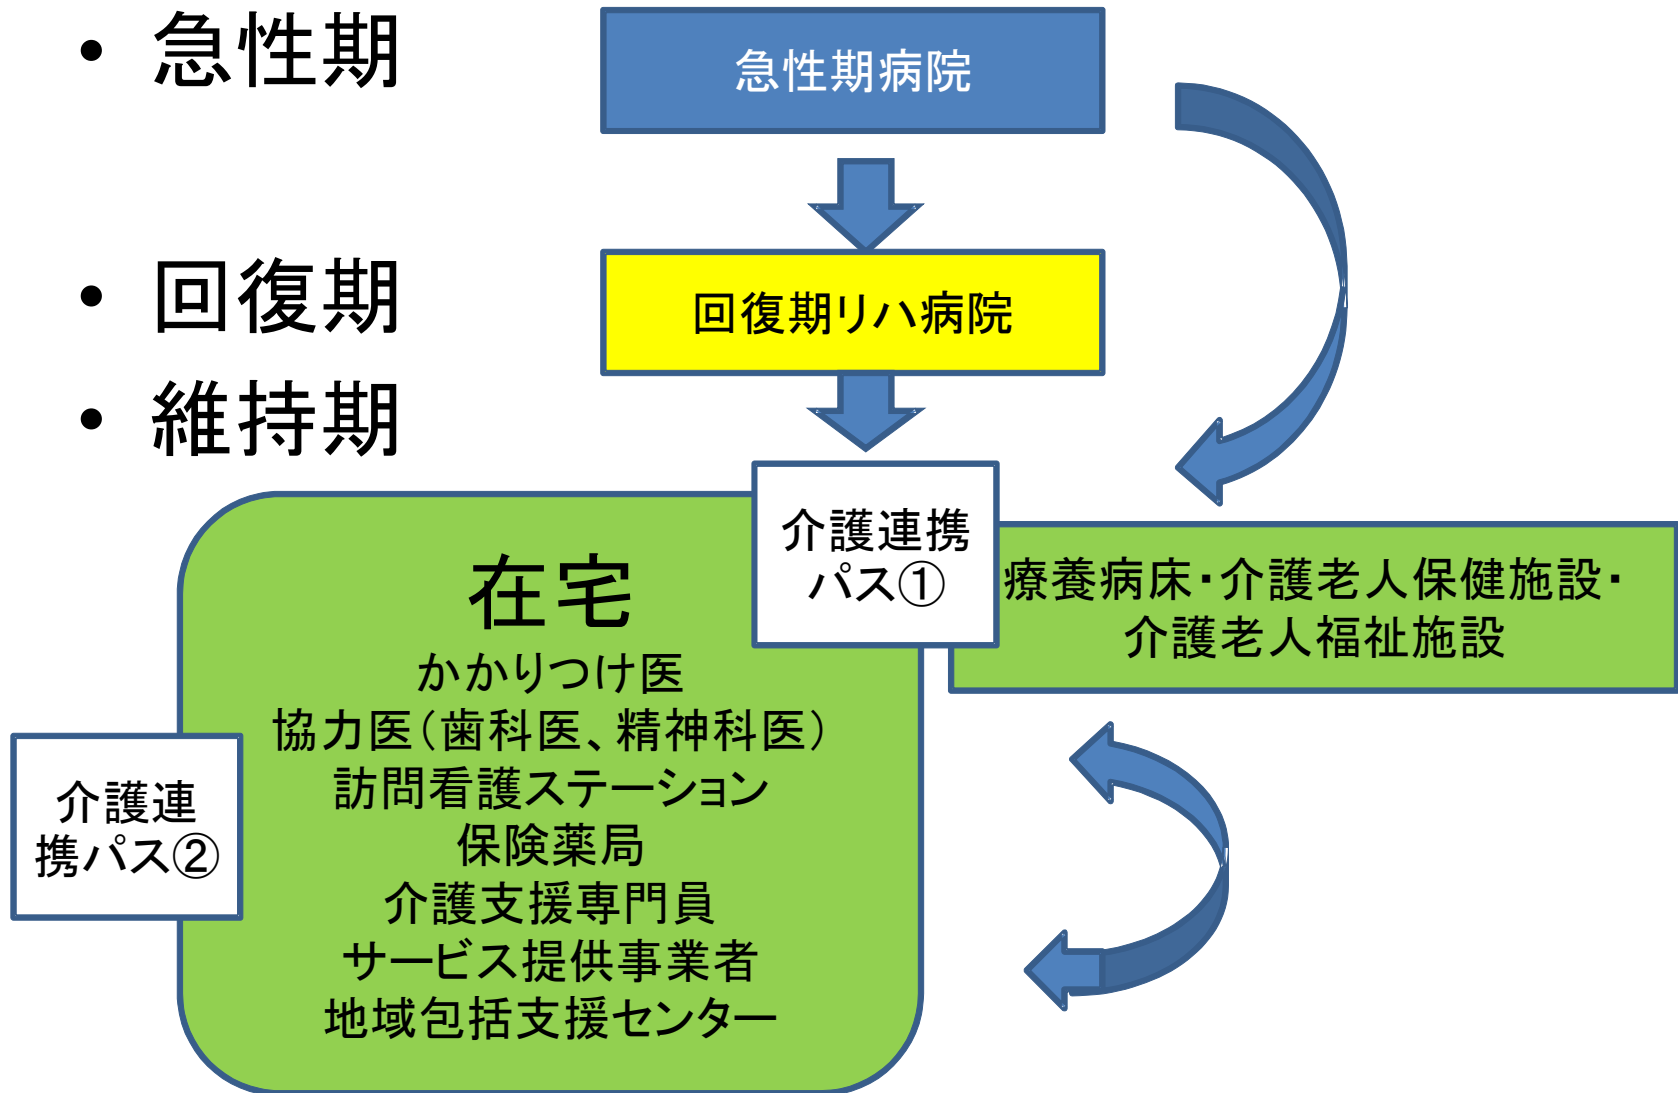 • 急性期
急性期病院
• 回復期
回復期リハ病院
• 維持期
介護連携
パス①
療養病床・介護老人保健施設・
介護老人福祉施設
在宅
かかりつけ医
協力医（歯科医、精神科医）
訪問看護ステーション
保険薬局
介護支援専門員
サービス提供事業者
地域包括支援センター
介護連
携パス②